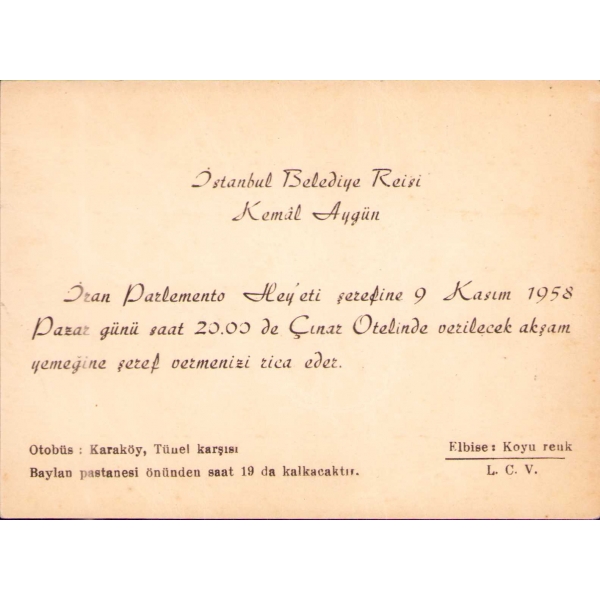 İstanbul Belediye Reisi
Kemâl Aygün
İran Parlemento Hey'eti şerefine 9 Kasım 1958
Pazar günü saat 20.00 de Çınar Otelinde verilecek akşam
yemeğine şeref vermenizi rica eder.
Otobüs : Karaköy, Tünel karşısı
Baylan pastanesi önünden saat 19 da kalkacaktır.
Elbise : Koyu renk
L. C. V.